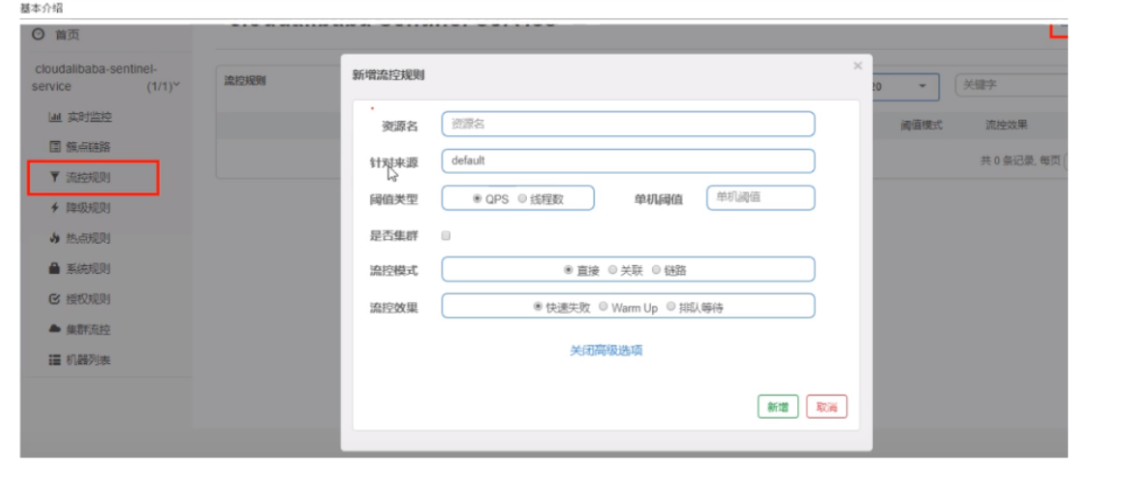 基本介绍
首页
cloudalibaba-sentinel-
service (1/1)
实时监控
簇点链路
流控规则
降级规则
热点规则
系统规则
授权规则
集群流控
机器列表
流控规则
关键字
阈值模式 流控效果
共 0 条记录, 每页
新增流控规则 ×
资源名 资源名
针对来源 default
阈值类型 QPS 线程数 单机阈值 单机阈值
是否集群
流控模式 直接 关联 链路
流控效果 快速失败 Warm Up 排队等待
关闭高级选项
新增 取消